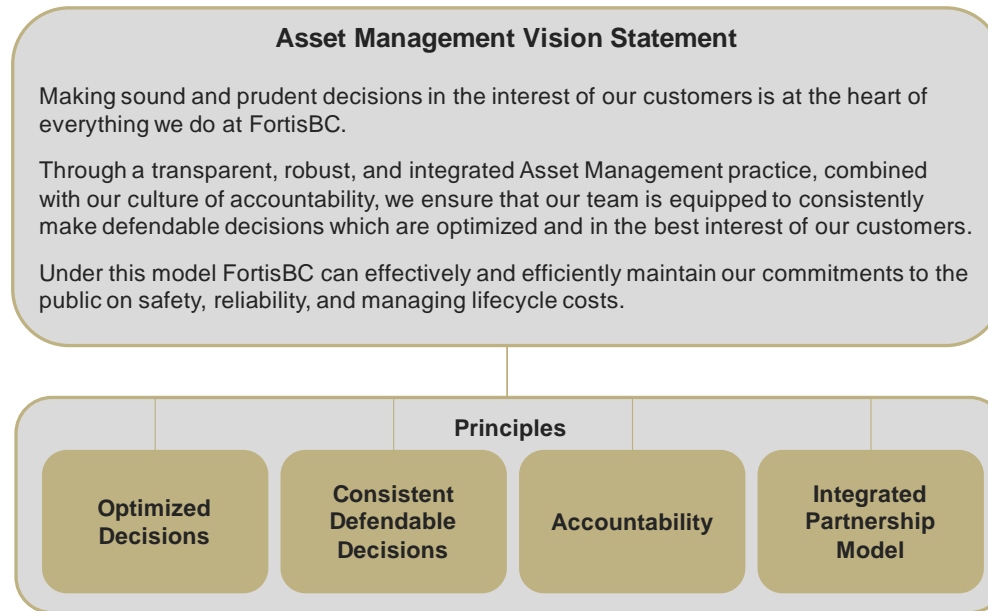 Asset Management Vision Statement
Making sound and prudent decisions in the interest of our customers is at the heart of
everything we do at FortisBC.
Through a transparent, robust, and integrated Asset Management practice, combined
with our culture of accountability, we ensure that our team is equipped to consistently
make defendable decisions which are optimized and in the best interest of our customers.
Under this model FortisBC can effectively and efficiently maintain our commitments to the
public on safety, reliability, and managing lifecycle costs.
Principles
Optimized
Decisions
Consistent
Defendable
Decisions
Accountability
Integrated
Partnership
Model